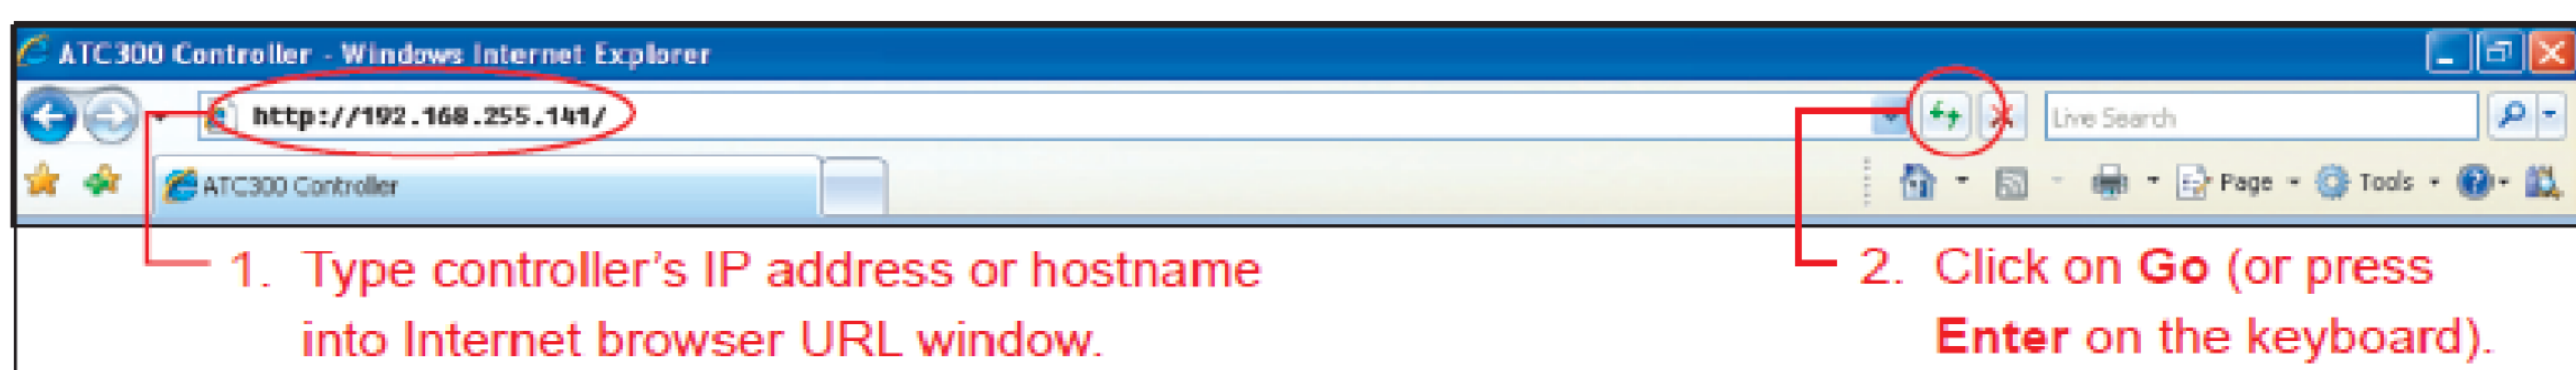 ATC300 Controller - Windows Internet Explorer
http://192.168.255.141/
Live Search
ATC300 Controller
Page
Tools
1. Type controller's IP address or hostname
into Internet browser URL window.
2. Click on Go (or press
Enter on the keyboard).